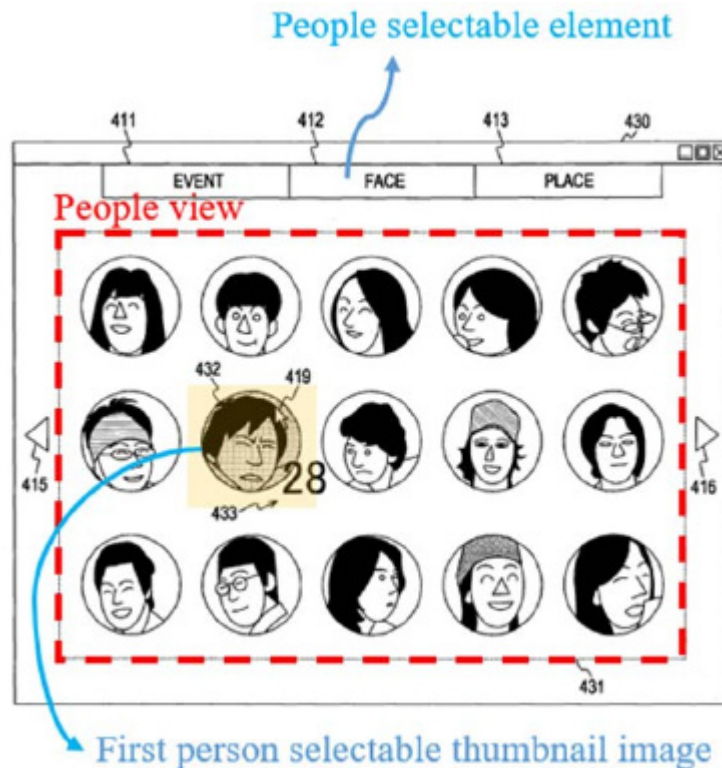 People selectable element
411 412 413 430
EVENT FACE PLACE
People view
432 419
28
415 433 416
431
First person selectable thumbnail image